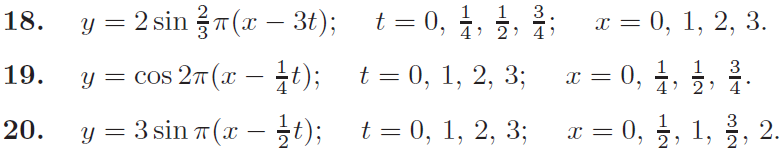 18. y = 2 sin 2/3 π(x − 3t); t = 0, 1/4, 1/2, 3/4; x = 0, 1, 2, 3.
19. y = cos 2π(x − 1/4 t); t = 0, 1, 2, 3; x = 0, 1/4, 1/2, 3/4.
20. y = 3 sin π(x − 1/2 t); t = 0, 1, 2, 3; x = 0, 1/2, 1, 3/2, 2.